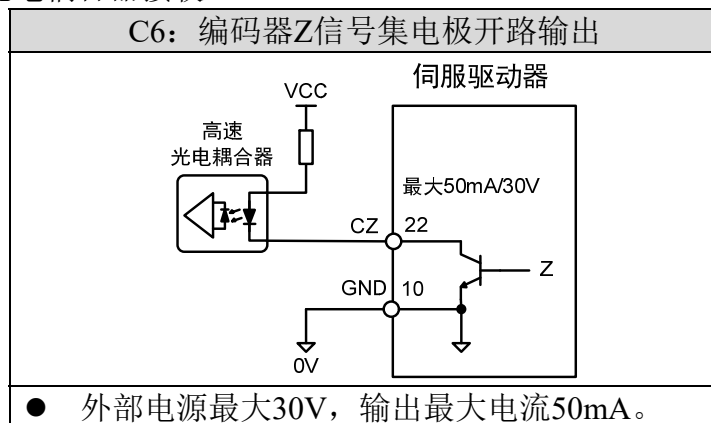 C6：编码器Z信号集电极开路输出
伺服驱动器
VCC
高速
光电耦合器
最大50mA/30V
CZ 22
Z
GND 10
0V
● 外部电源最大30V，输出最大电流50mA。